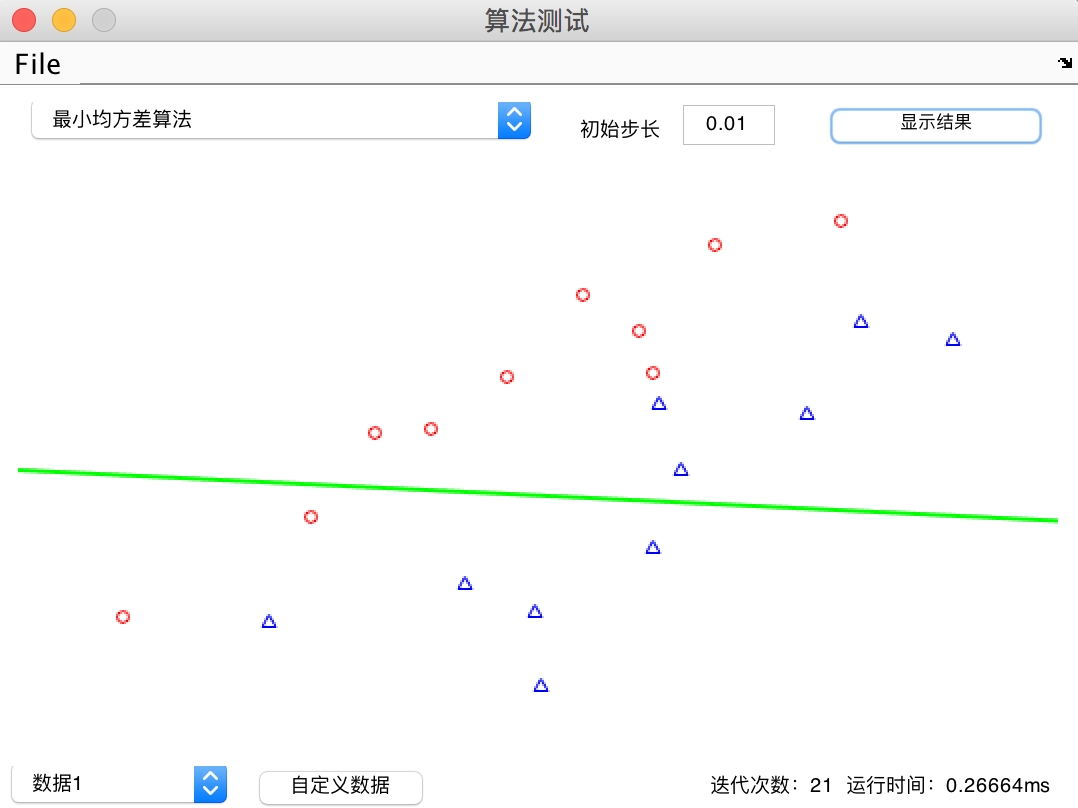 算法测试
File
最小均方差算法
初始步长 0.01
显示结果
数据1
自定义数据
迭代次数：21 运行时间：0.26664ms